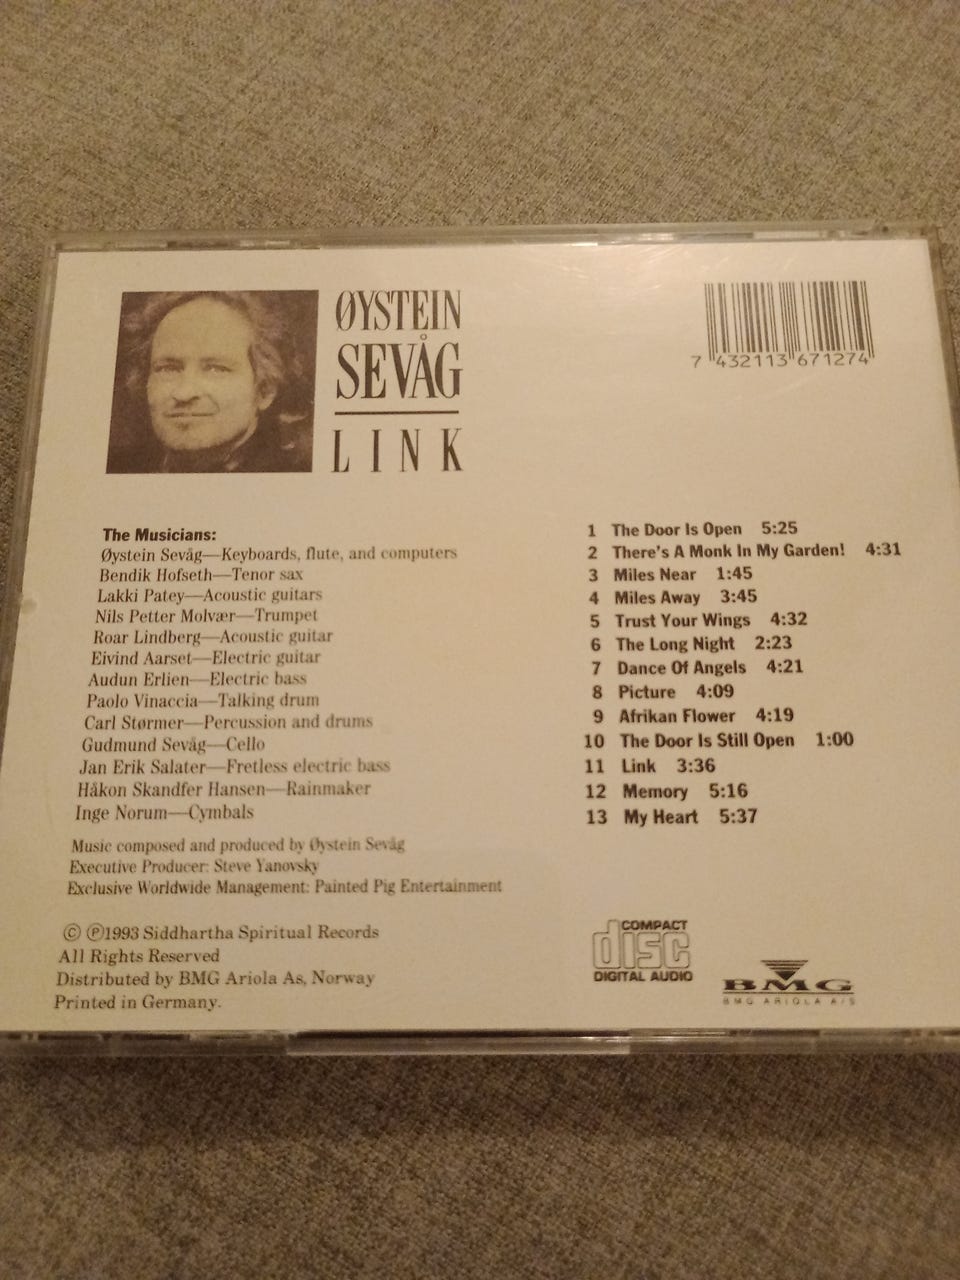 ØYSTEIN
SEVÅG
LINK
7 432113 671274
The Musicians:
Øystein Sevåg—Keyboards, flute, and computers
Bendik Hofseth—Tenor sax
Lakki Patey—Acoustic guitars
Nils Petter Molvær—Trumpet
Roar Lindberg—Acoustic guitar
Eivind Aarset—Electric guitar
Audun Erlien—Electric bass
Paolo Vinaccia—Talking drum
Carl Størmer—Percussion and drums
Gudmund Sevåg—Cello
Jan Erik Salater—Fretless electric bass
Håkon Skandfer Hansen—Rainmaker
Inge Norum—Cymbals
Music composed and produced by Øystein Sevåg
Executive Producer: Steve Yanovsky
Exclusive Worldwide Management: Painted Pig Entertainment
© ℗1993 Siddhartha Spiritual Records
All Rights Reserved
Distributed by BMG Ariola As, Norway
Printed in Germany.
1 The Door Is Open 5:25
2 There's A Monk In My Garden! 4:31
3 Miles Near 1:45
4 Miles Away 3:45
5 Trust Your Wings 4:32
6 The Long Night 2:23
7 Dance Of Angels 4:21
8 Picture 4:09
9 Afrikan Flower 4:19
10 The Door Is Still Open 1:00
11 Link 3:36
12 Memory 5:16
13 My Heart 5:37
COMPACT
disc
DIGITAL AUDIO
BMG
BMG ARIOLA A/S